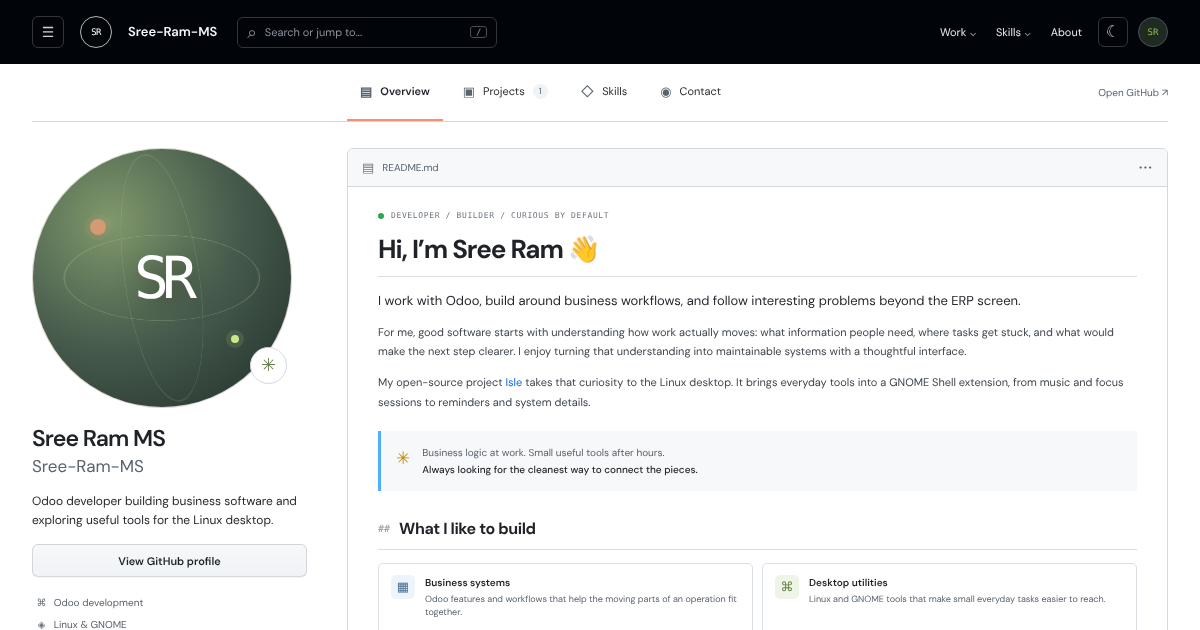 ☰ SR Sree-Ram-MS Search or jump to... / Work Skills About SR
Overview Projects 1 Skills Contact Open GitHub ↗
SR
README.md ...
DEVELOPER / BUILDER / CURIOUS BY DEFAULT
Hi, I’m Sree Ram 👋
I work with Odoo, build around business workflows, and follow interesting problems beyond the ERP screen.
For me, good software starts with understanding how work actually moves: what information people need, where tasks get stuck, and what would
make the next step clearer. I enjoy turning that understanding into maintainable systems with a thoughtful interface.
My open-source project Isle takes that curiosity to the Linux desktop. It brings everyday tools into a GNOME Shell extension, from music and focus
sessions to reminders and system details.
Business logic at work. Small useful tools after hours.
Always looking for the cleanest way to connect the pieces.
## What I like to build
Business systems
Odoo features and workflows that help the moving parts of an operation fit
together.
Desktop utilities
Linux and GNOME tools that make small everyday tasks easier to reach.
Sree Ram MS
Sree-Ram-MS
Odoo developer building business software and
exploring useful tools for the Linux desktop.
View GitHub profile
⌘ Odoo development
Linux & GNOME